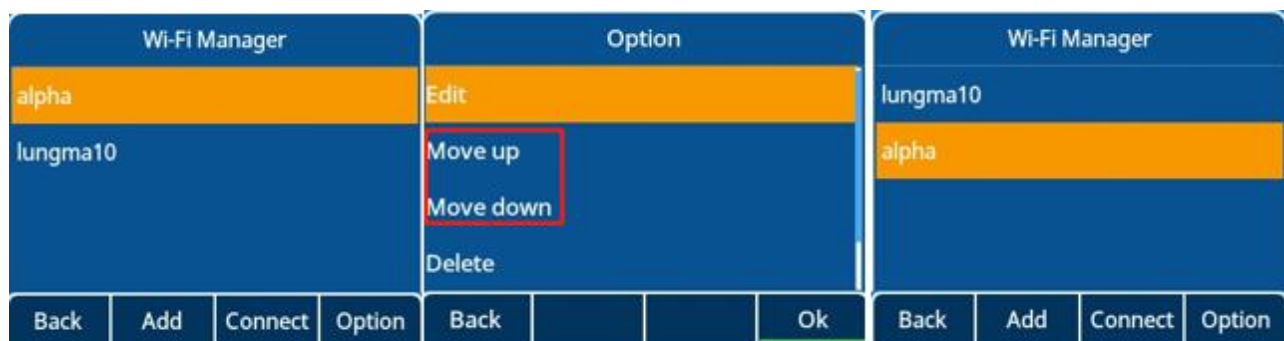 Wi-Fi Manager
alpha
lungma10
Back Add Connect Option
Option
Edit
Move up
Move down
Delete
Back Ok
Wi-Fi Manager
lungma10
alpha
Back Add Connect Option